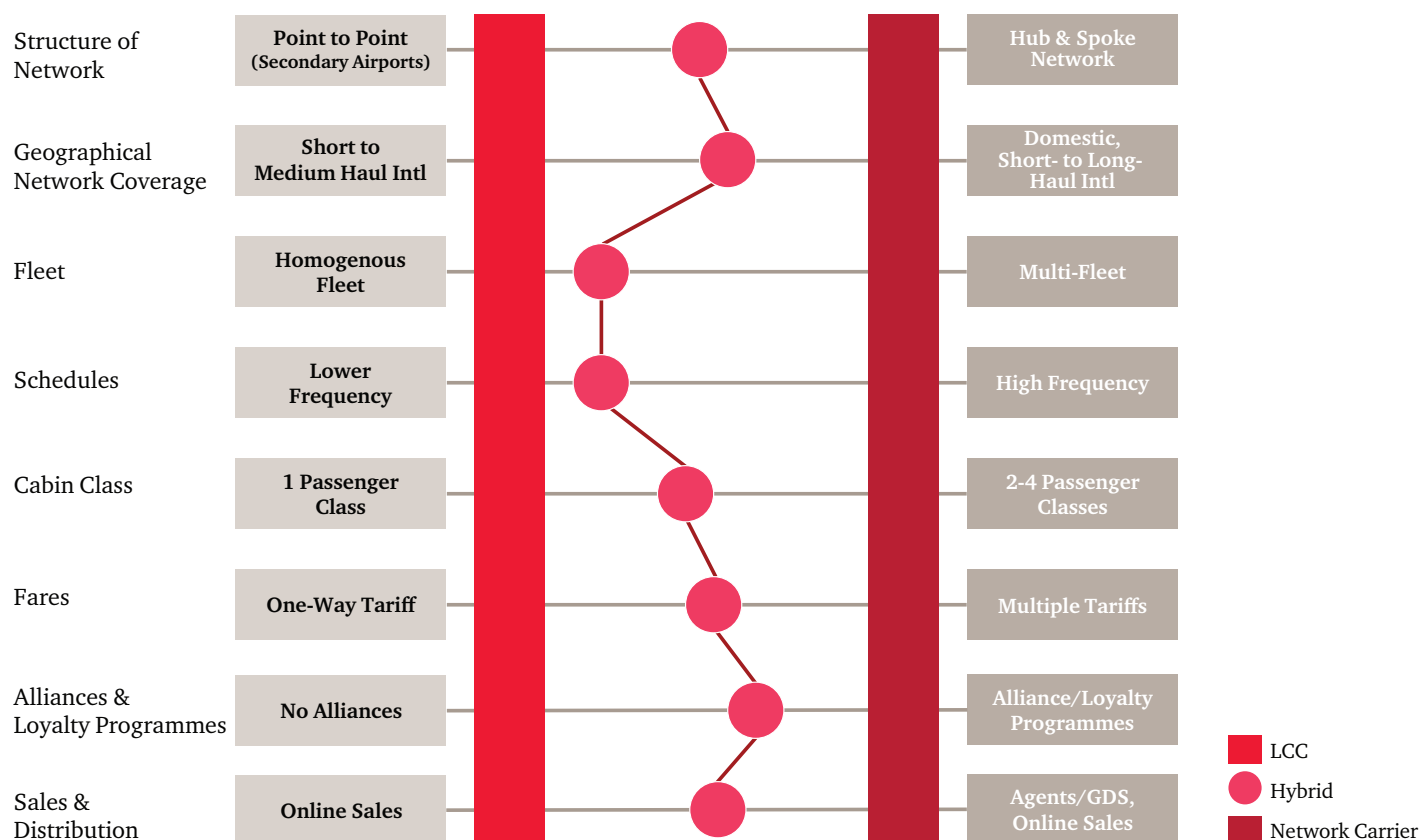 Structure of
Network
Point to Point
(Secondary Airports)
Hub & Spoke
Network
Geographical
Network Coverage
Short to
Medium Haul Intl
Domestic,
Short- to Long-
Haul Intl
Fleet
Homogenous
Fleet
Multi-Fleet
Schedules
Lower
Frequency
High Frequency
Cabin Class
1 Passenger
Class
2-4 Passenger
Classes
Fares
One-Way Tariff
Multiple Tariffs
Alliances &
Loyalty Programmes
No Alliances
Alliance/Loyalty
Programmes
Sales &
Distribution
Online Sales
Agents/GDS,
Online Sales
LCC
Hybrid
Network Carrier